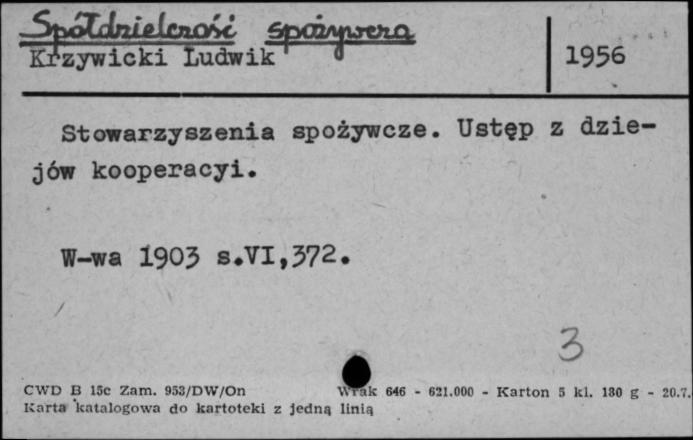 Spółdzielczość spożywcza
Krzywicki Ludwik
1956
Stowarzyszenia spożywcze. Ustęp z dzie-
jów kooperacyi.
W-wa 1903 s.VI,372.
3
CWD B 15c Zam. 953/DW/On Wrak 646 - 621.000 - Karton 5 kl. 180 g - 20.7.
Karta katalogowa do kartoteki z jedną linią